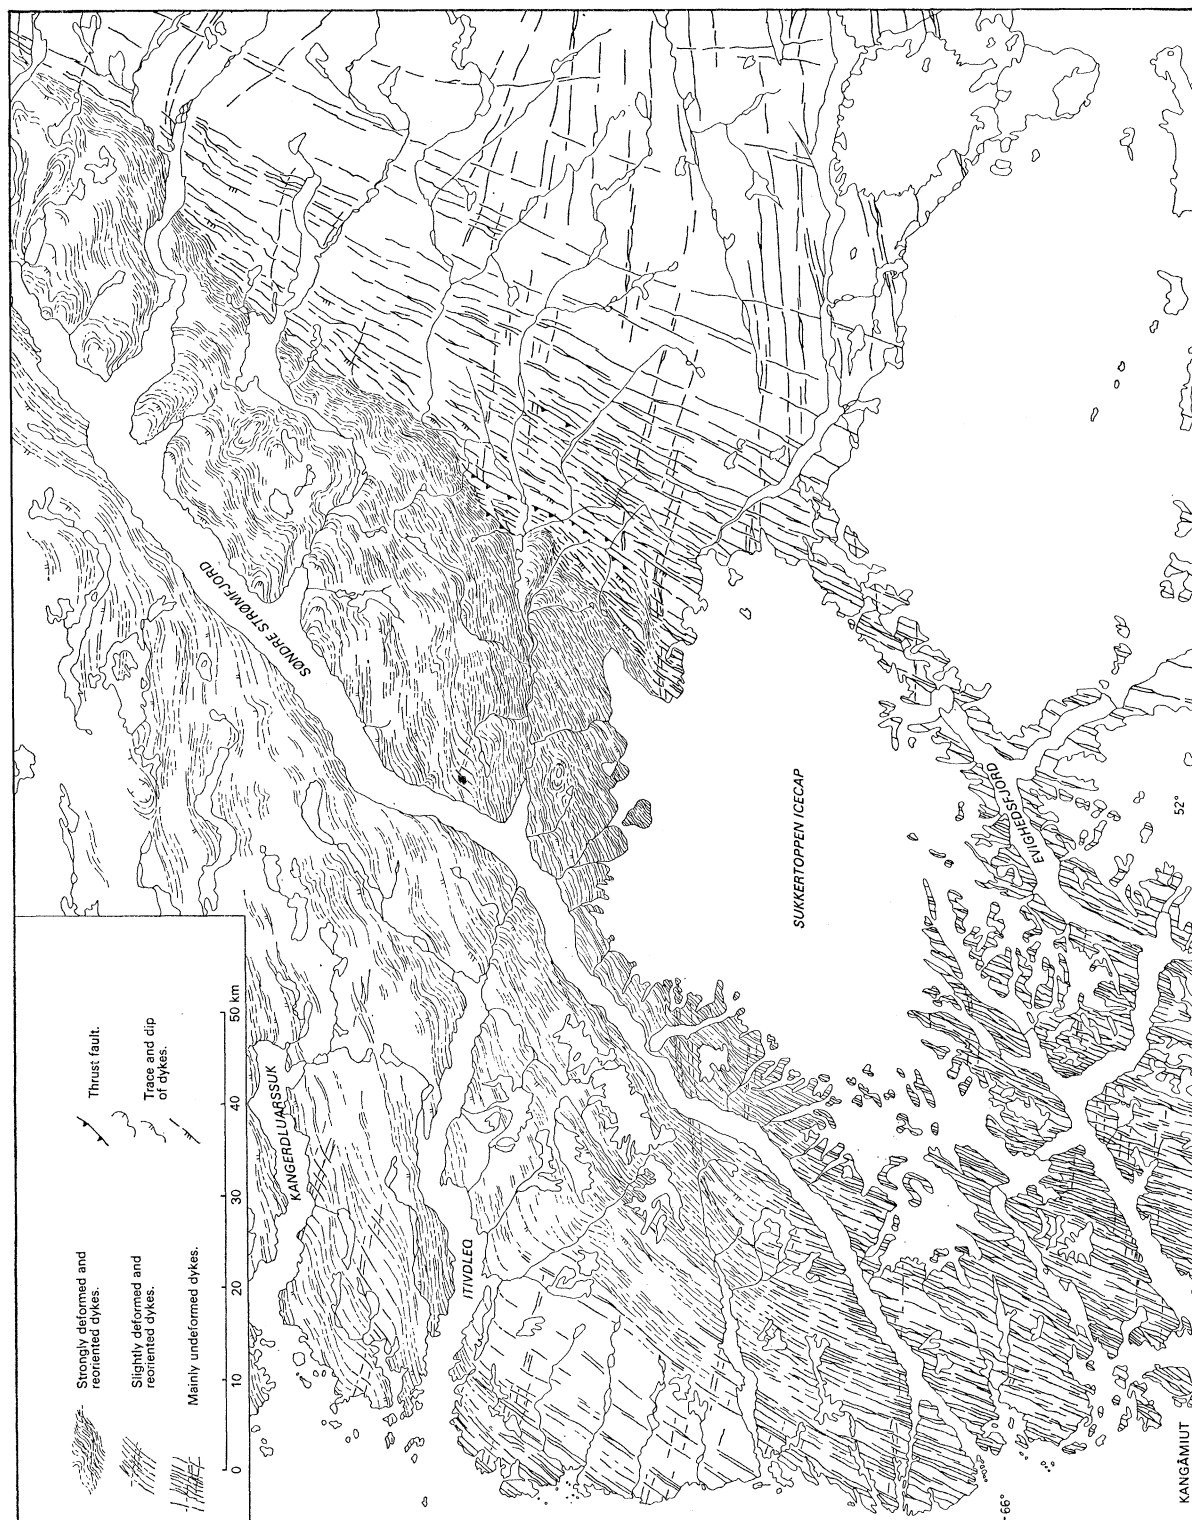 Strongly deformed and
reoriented dykes.
Slightly deformed and
reoriented dykes.
Mainly undeformed dykes.
Thrust fault.
Trace and dip
of dykes.
0 10 20 30 40 50 km
KANGERDLUARSSUK
ITIVDLEQ
SØNDRE STRØMFJORD
SUKKERTOPPEN ICECAP
EVIGHEDSFJORD
52°
66°
KANGÂMIUT